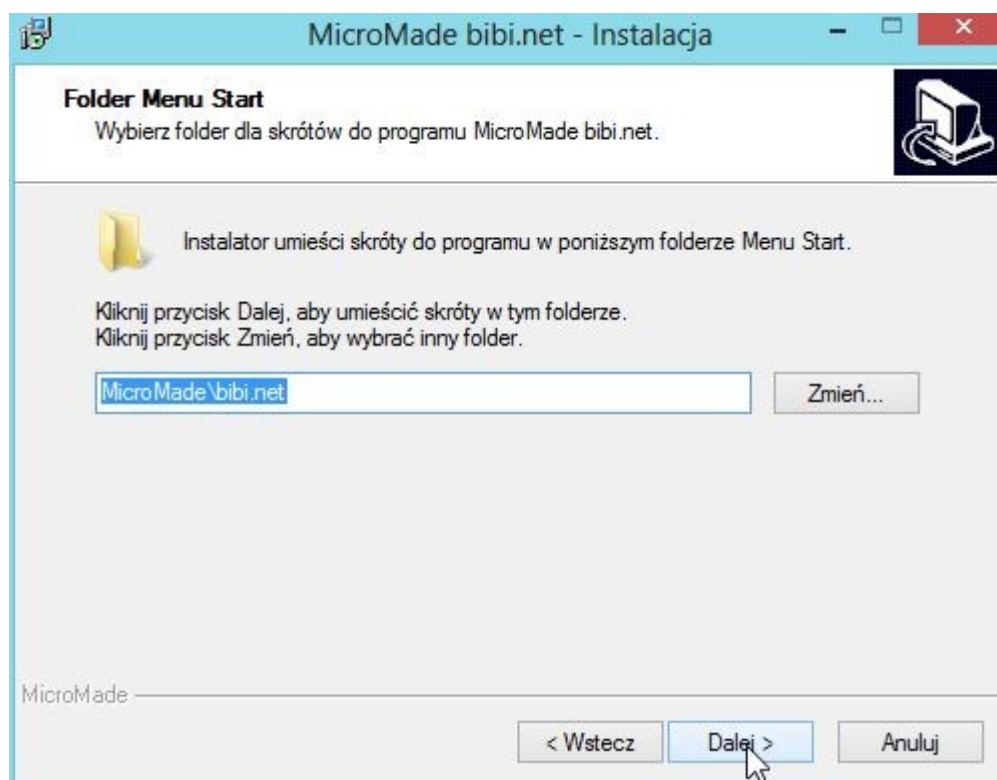 MicroMade bibi.net - Instalacja
Folder Menu Start
Wybierz folder dla skrótów do programu MicroMade bibi.net.
Instalator umieści skróty do programu w poniższym folderze Menu Start.
Kliknij przycisk Dalej, aby umieścić skróty w tym folderze.
Kliknij przycisk Zmień, aby wybrać inny folder.
MicroMade\bibi.net
Zmień...
MicroMade
< Wstecz
Dalej >
Anuluj